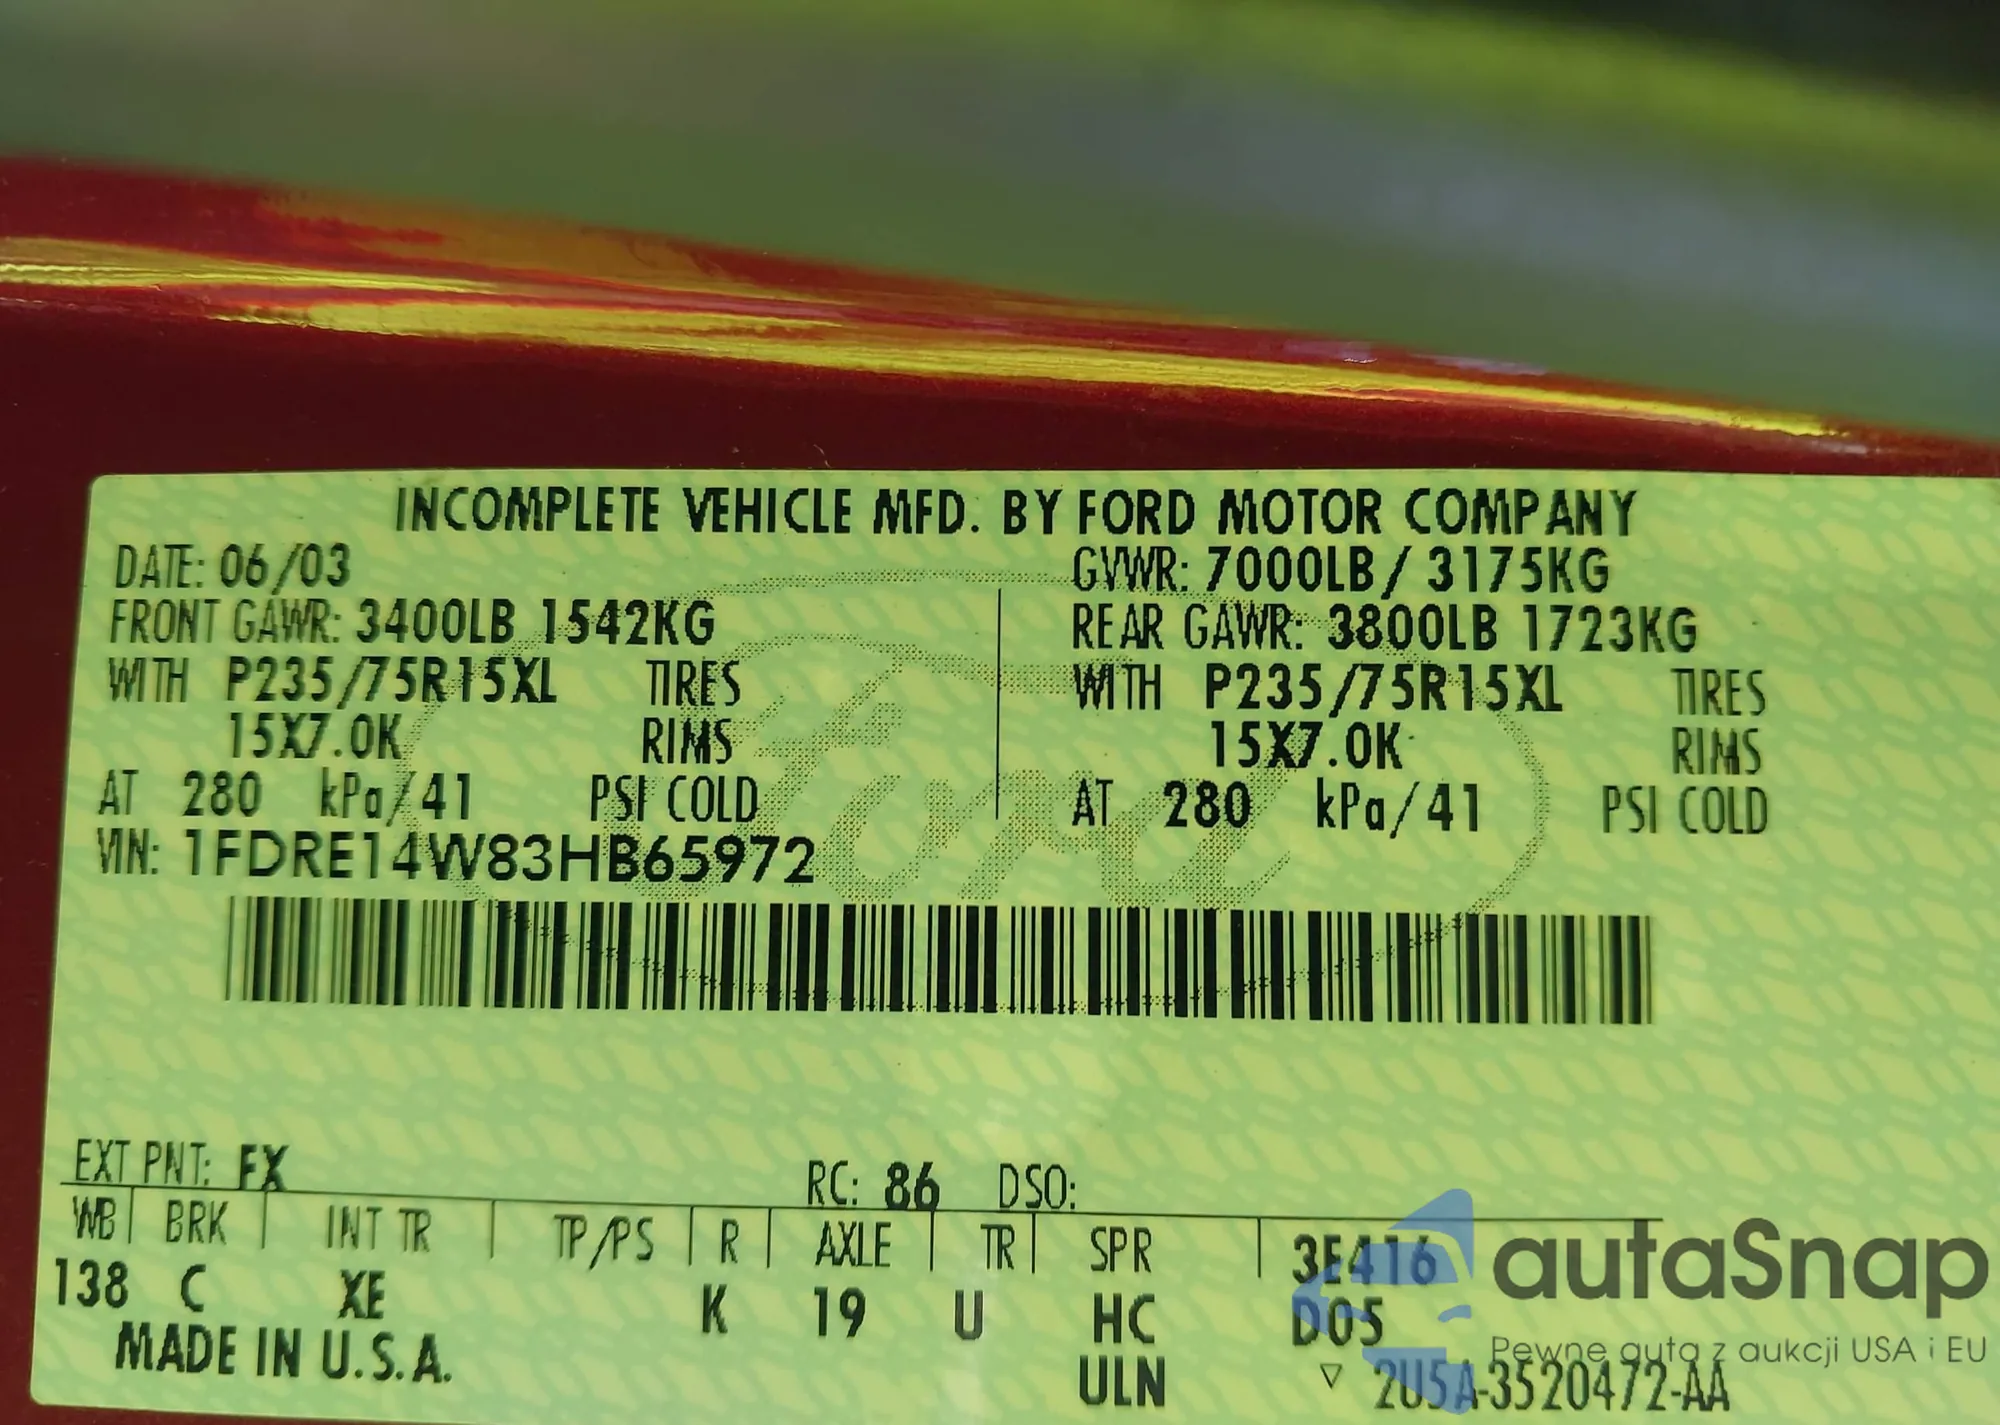 INCOMPLETE VEHICLE MFD. BY FORD MOTOR COMPANY
DATE: 06/03 GVWR: 7000LB/ 3175KG
FRONT GAWR: 3400LB 1542KG REAR GAWR: 3800LB 1723KG
WITH P235/75R15XL TIRES WITH P235/75R15XL TIRES
15X7.0K RIMS 15X7.0K RIMS
AT 280 kPa/41 PSI COLD AT 280 kPa/41 PSI COLD
VIN: 1FDRE14W83HB65972
Ford
EXT PNT: FX RC: 86 DSO:
WB BRK INT TR TP/PS R AXLE TR SPR 3E416
138 C XE K 19 U HC D05
MADE IN U.S.A. ULN ▽ 2U5A-3520472-AA
autaSnap
Pewne auta z aukcji USA i EU